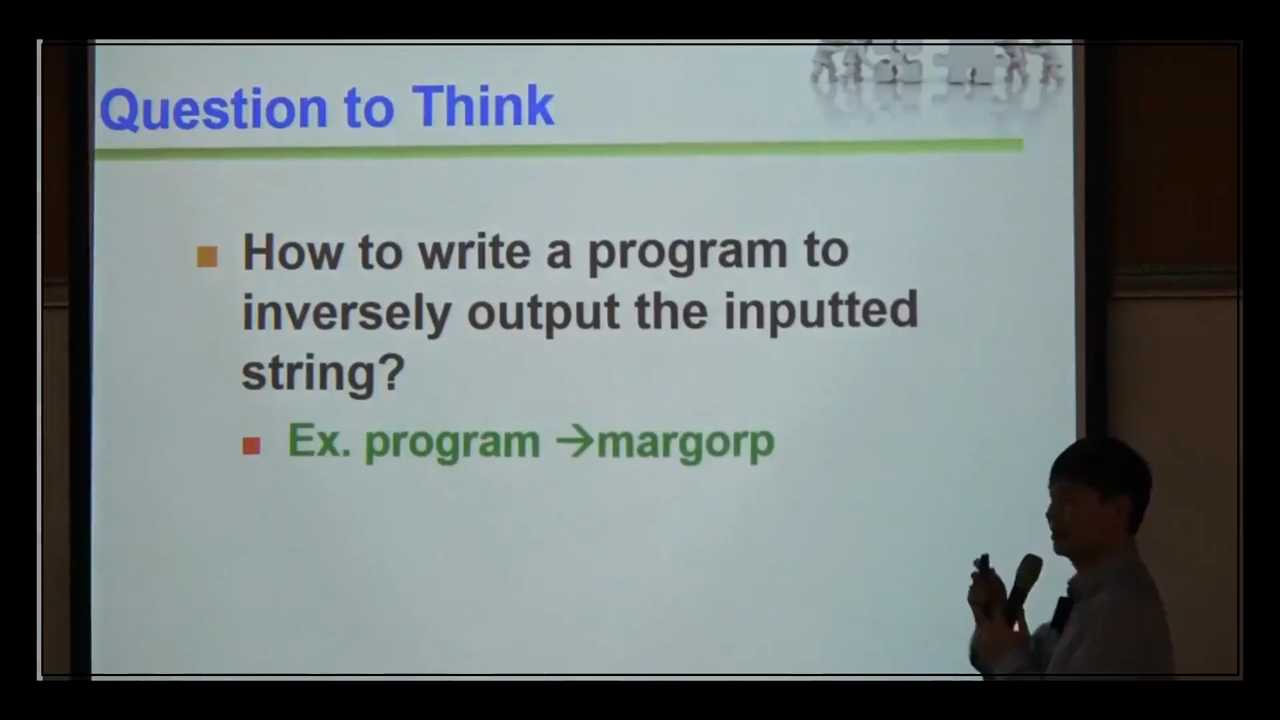 Question to Think
How to write a program to
inversely output the inputted
string?
Ex. program →margorp